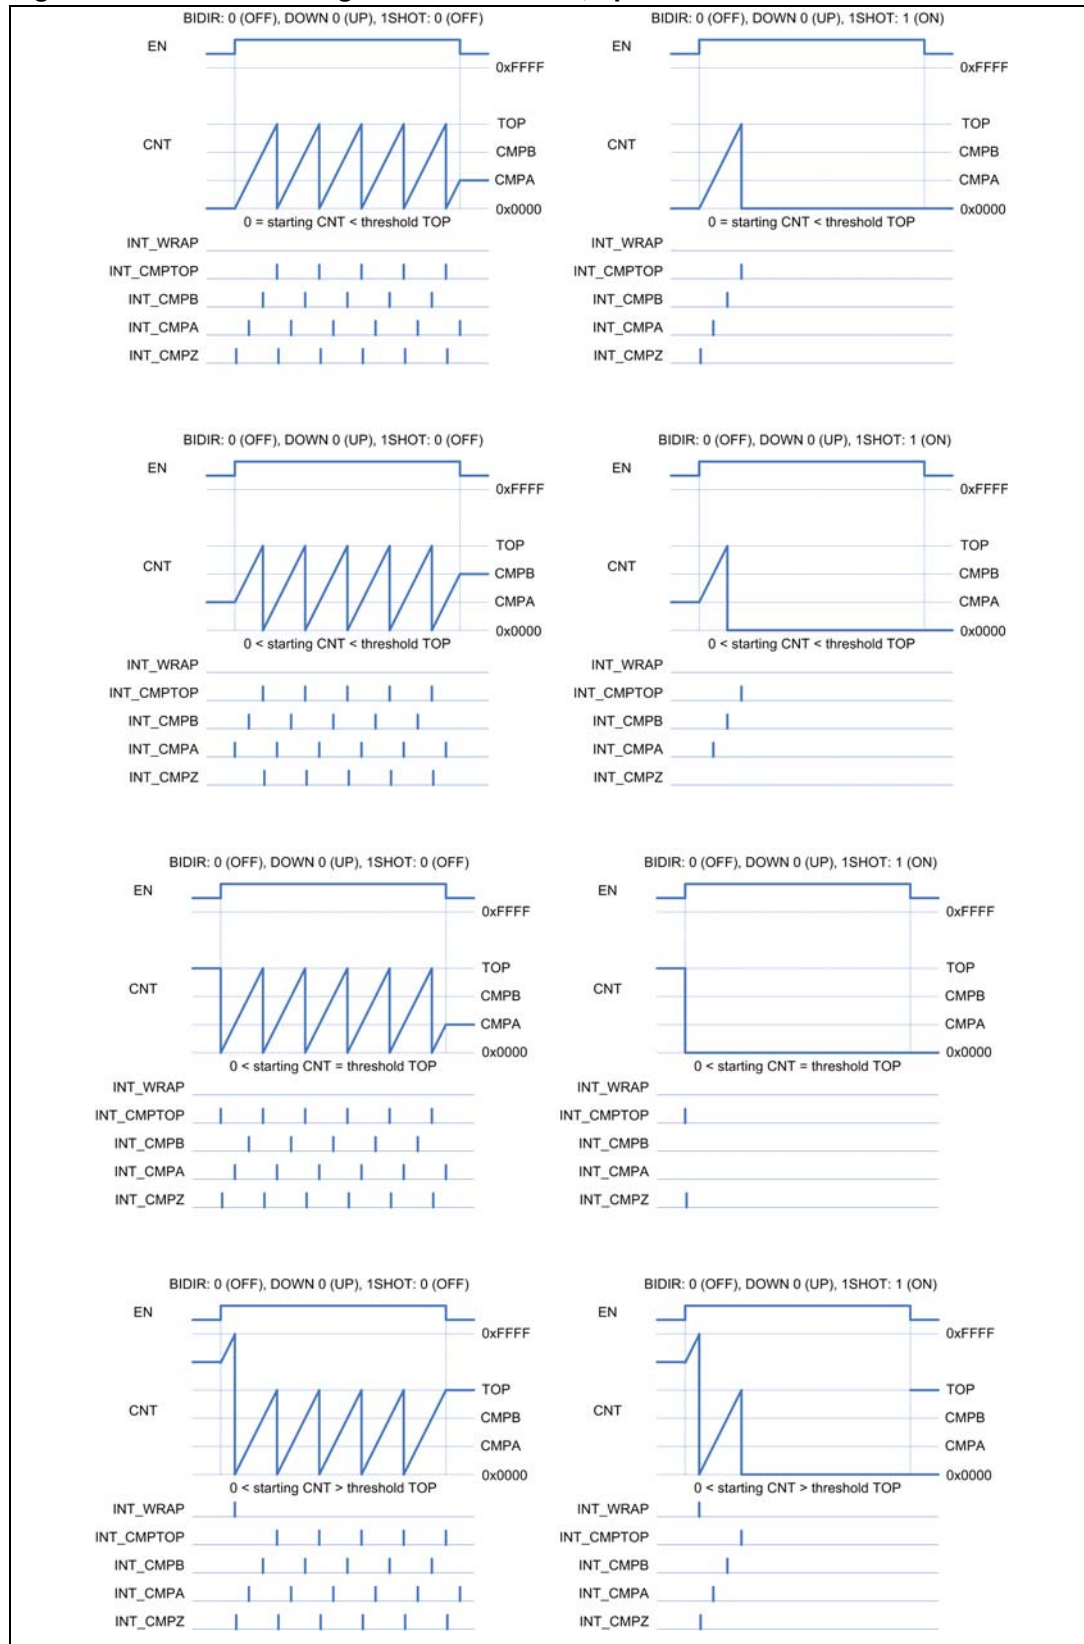 BIDIR: 0 (OFF), DOWN 0 (UP), 1SHOT: 0 (OFF)
EN
0xFFFF
TOP
CNT
CMPB
CMPA
0x0000
0 = starting CNT < threshold TOP
INT_WRAP
INT_CMPTOP
INT_CMPB
INT_CMPA
INT_CMPZ
BIDIR: 0 (OFF), DOWN 0 (UP), 1SHOT: 1 (ON)
EN
0xFFFF
TOP
CNT
CMPB
CMPA
0x0000
0 = starting CNT < threshold TOP
INT_WRAP
INT_CMPTOP
INT_CMPB
INT_CMPA
INT_CMPZ
BIDIR: 0 (OFF), DOWN 0 (UP), 1SHOT: 0 (OFF)
EN
0xFFFF
TOP
CNT
CMPB
CMPA
0x0000
0 < starting CNT < threshold TOP
INT_WRAP
INT_CMPTOP
INT_CMPB
INT_CMPA
INT_CMPZ
BIDIR: 0 (OFF), DOWN 0 (UP), 1SHOT: 1 (ON)
EN
0xFFFF
TOP
CNT
CMPB
CMPA
0x0000
0 < starting CNT < threshold TOP
INT_WRAP
INT_CMPTOP
INT_CMPB
INT_CMPA
INT_CMPZ
BIDIR: 0 (OFF), DOWN 0 (UP), 1SHOT: 0 (OFF)
EN
0xFFFF
TOP
CNT
CMPB
CMPA
0x0000
0 < starting CNT = threshold TOP
INT_WRAP
INT_CMPTOP
INT_CMPB
INT_CMPA
INT_CMPZ
BIDIR: 0 (OFF), DOWN 0 (UP), 1SHOT: 1 (ON)
EN
0xFFFF
TOP
CNT
CMPB
CMPA
0x0000
0 < starting CNT = threshold TOP
INT_WRAP
INT_CMPTOP
INT_CMPB
INT_CMPA
INT_CMPZ
BIDIR: 0 (OFF), DOWN 0 (UP), 1SHOT: 0 (OFF)
EN
0xFFFF
TOP
CNT
CMPB
CMPA
0x0000
0 < starting CNT > threshold TOP
INT_WRAP
INT_CMPTOP
INT_CMPB
INT_CMPA
INT_CMPZ
BIDIR: 0 (OFF), DOWN 0 (UP), 1SHOT: 1 (ON)
EN
0xFFFF
TOP
CNT
CMPB
CMPA
0x0000
0 < starting CNT > threshold TOP
INT_WRAP
INT_CMPTOP
INT_CMPB
INT_CMPA
INT_CMPZ